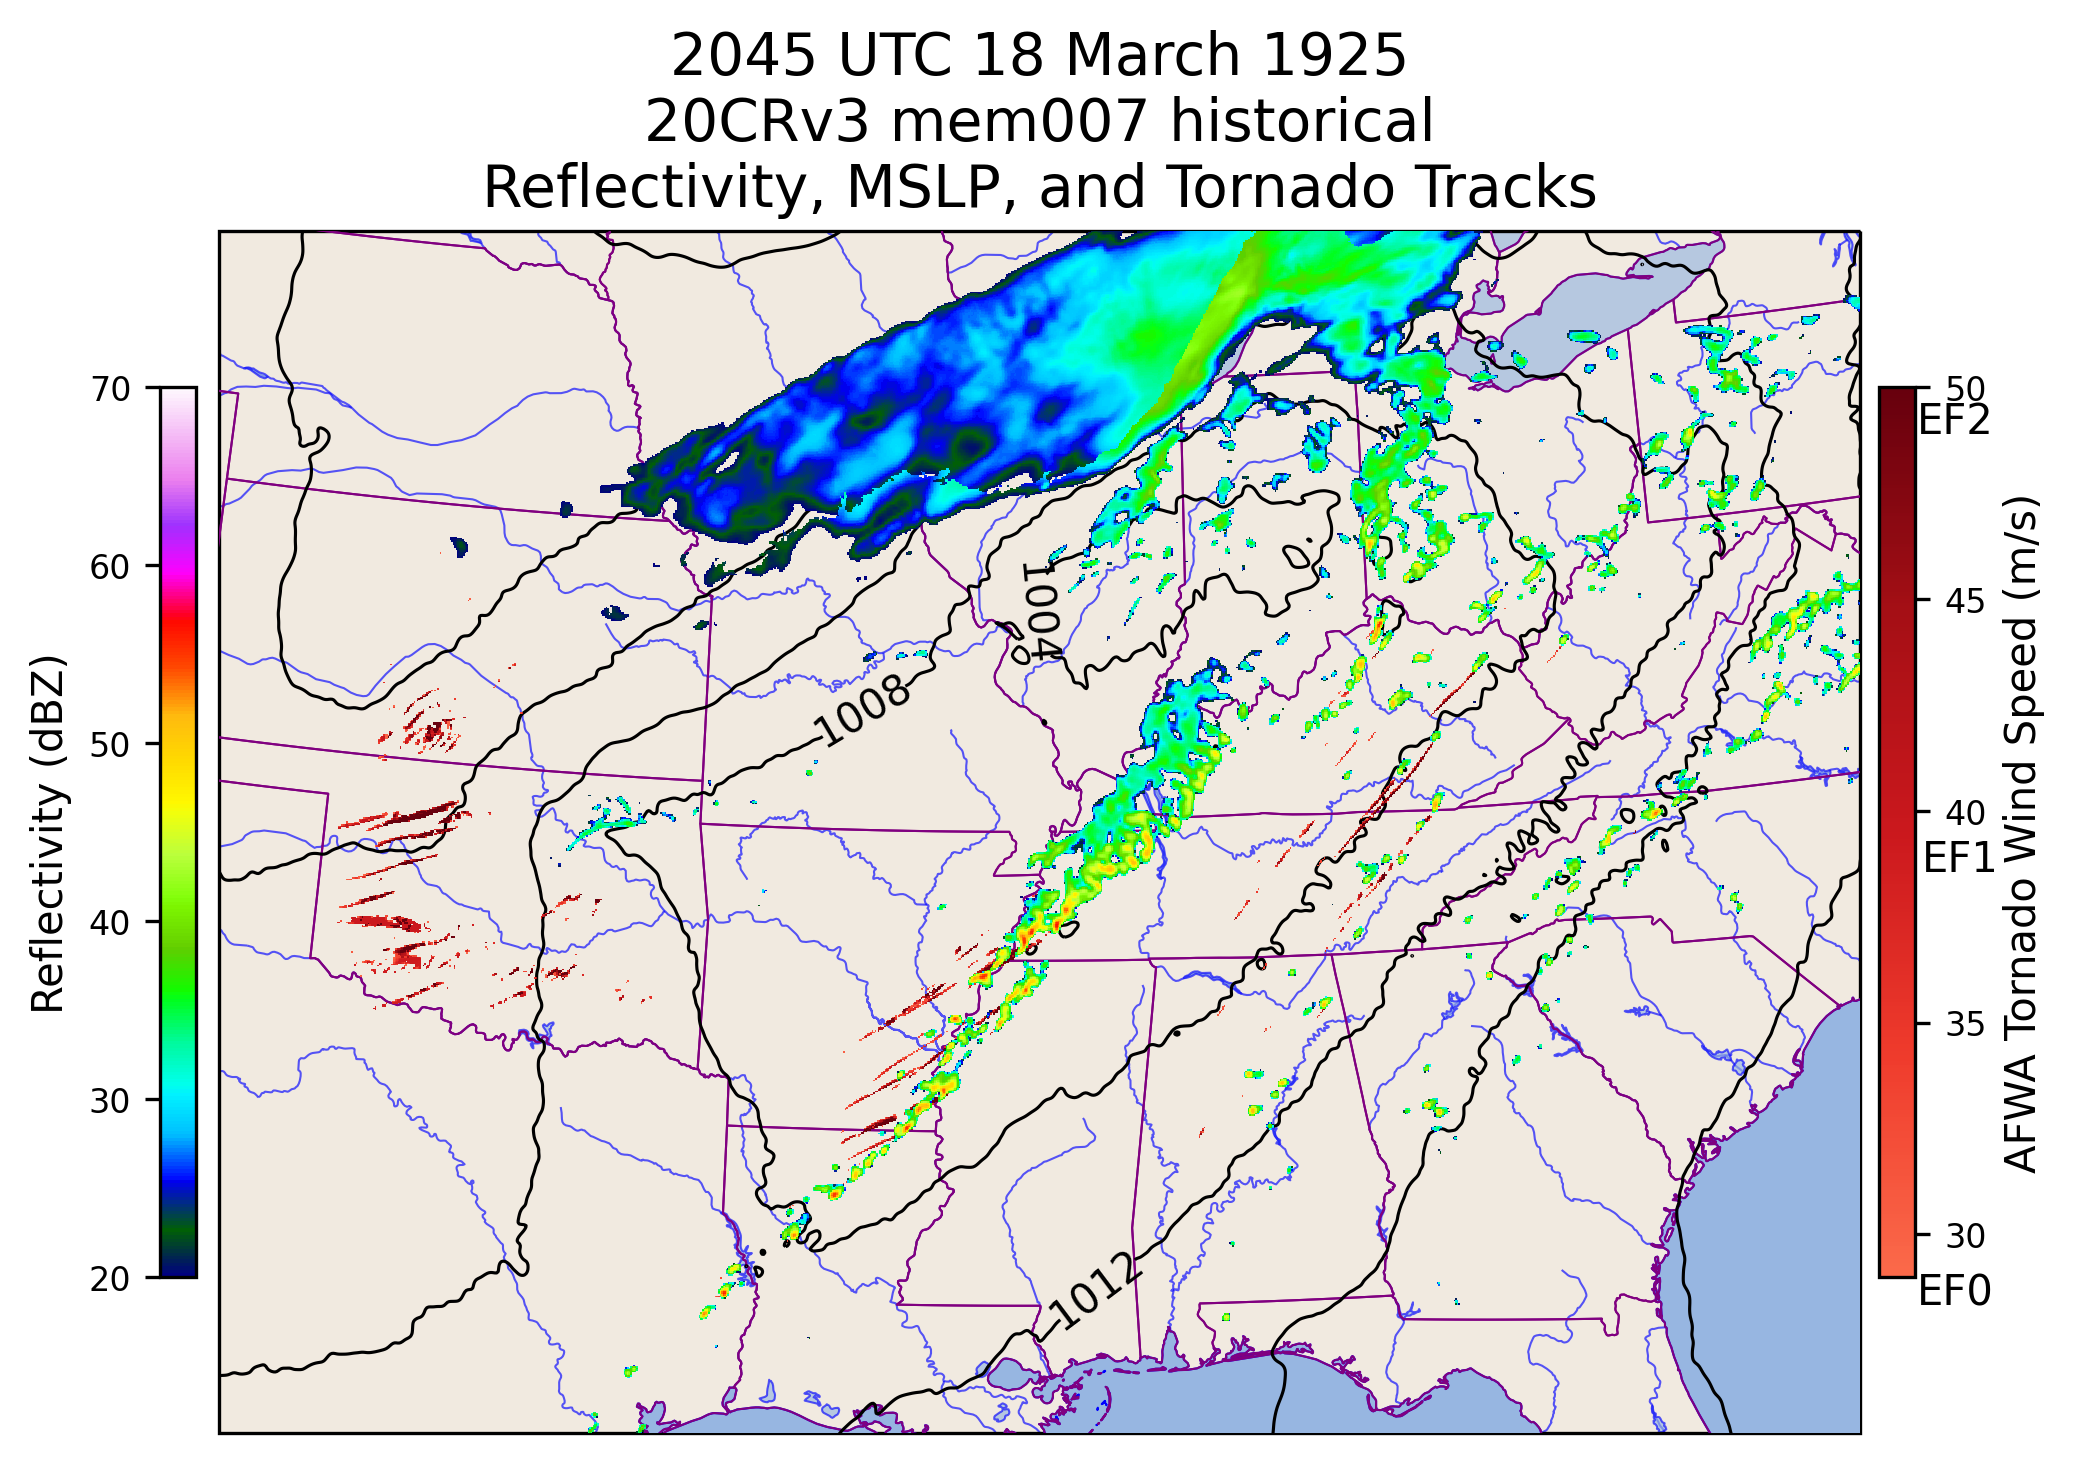 2045 UTC 18 March 1925
20CRv3 mem007 historical
Reflectivity, MSLP, and Tornado Tracks
Reflectivity (dBZ)
70
60
50
40
30
20
1004
1008
1012
50
EF2
45
40
EF1
35
30
EF0
AFWA Tornado Wind Speed (m/s)